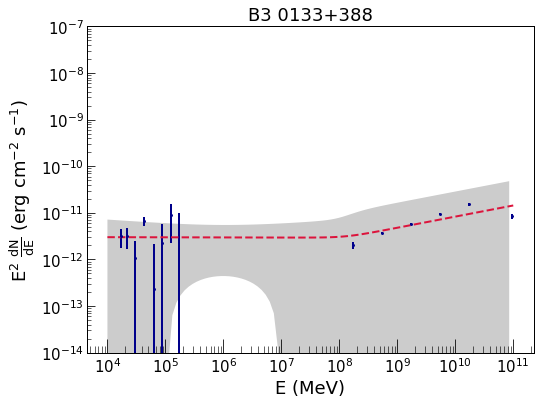 B3 0133+388
E² dN/dE (erg cm⁻² s⁻¹)
10⁻⁷
10⁻⁸
10⁻⁹
10⁻¹⁰
10⁻¹¹
10⁻¹²
10⁻¹³
10⁻¹⁴
10⁴ 10⁵ 10⁶ 10⁷ 10⁸ 10⁹ 10¹⁰ 10¹¹
E (MeV)